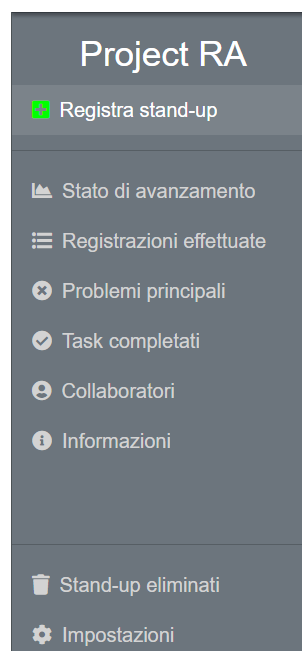 Project RA
Registra stand-up
Stato di avanzamento
Registrazioni effettuate
Problemi principali
Task completati
Collaboratori
Informazioni
Stand-up eliminati
Impostazioni